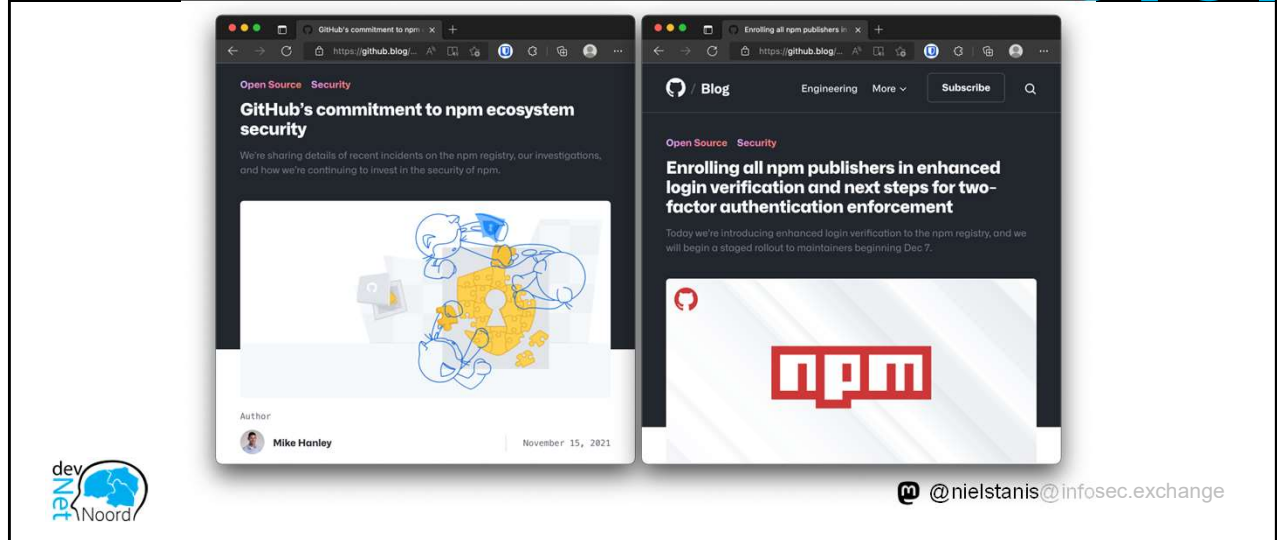 GitHub's commitment to npm
https://github.blog/...
Open Source Security
GitHub's commitment to npm ecosystem
security
We're sharing details of recent incidents on the npm registry, our investigations,
and how we're continuing to invest in the security of npm.
Author
Mike Hanley
November 15, 2021
Enrolling all npm publishers in
https://github.blog/...
/ Blog
Engineering
More
Subscribe
Open Source Security
Enrolling all npm publishers in enhanced
login verification and next steps for two-
factor authentication enforcement
Today we're introducing enhanced login verification to the npm registry, and we
will begin a staged rollout to maintainers beginning Dec 7.
npm
dev
Net
Noord
@nielstanis@infosec.exchange